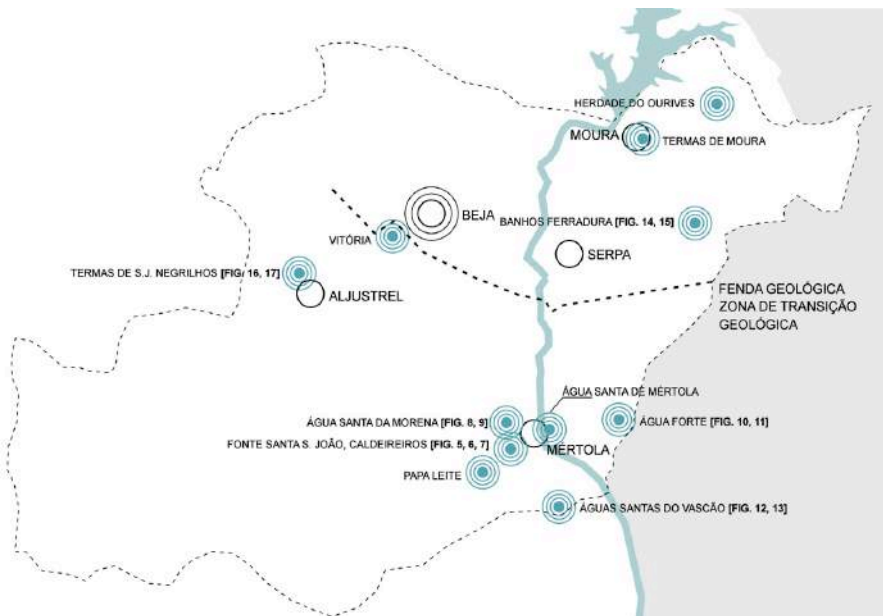 HERDADE DO OURIVES
MOURA
TERMAS DE MOURA
BEJA
BANHOS FERRADURA [FIG. 14, 15]
VITÓRIA
SERPA
TERMAS DE S.J. NEGRILHOS [FIG. 16, 17]
ALJUSTREL
FENDA GEOLÓGICA
ZONA DE TRANSIÇÃO
GEOLÓGICA
ÁGUA SANTA DE MÉRTOLA
ÁGUA SANTA DA MORENA [FIG. 8, 9]
ÁGUA FORTE [FIG. 10, 11]
FONTE SANTA S. JOÃO, CALDEIREIROS [FIG. 5, 6, 7]
MÉRTOLA
PAPA LEITE
ÁGUAS SANTAS DO VASCÃO [FIG. 12, 13]